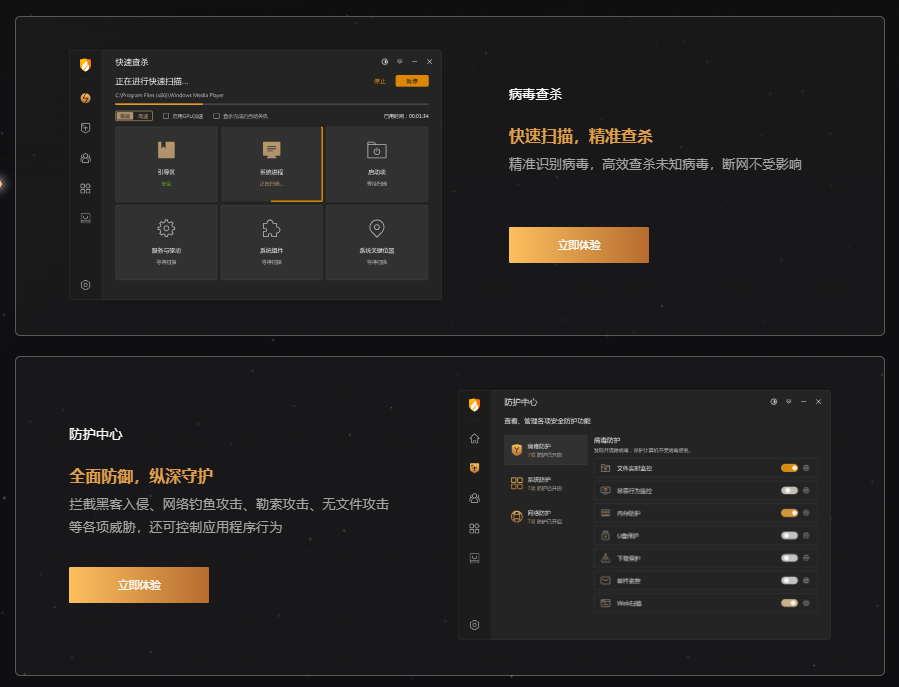 快速查杀
正在进行快速扫描...
停止
暂停
C:\Program Files (x86)\Windows Media Player
启用GPU加速
查杀完成后自动关机
已用时间：00:01:34
引导区
安全
系统进程
正在扫描...
启动项
等待扫描
服务与驱动
等待扫描
系统组件
等待扫描
系统关键位置
等待扫描
病毒查杀
快速扫描，精准查杀
精准识别病毒，高效查杀未知病毒，断网不受影响
立即体验
防护中心
全面防御，纵深守护
拦截黑客入侵、网络钓鱼攻击、勒索攻击、无文件攻击
等各项威胁，还可控制应用程序行为
立即体验
防护中心
查看、管理各项安全防护功能
病毒防护
7项 防护已开启
系统防护
7项 防护已开启
网络防护
7项 防护已开启
病毒防护
发现并清除病毒，保护计算机不受病毒侵害。
文件实时监控
恶意行为监控
内存防护
U盘保护
下载保护
邮件监控
Web扫描